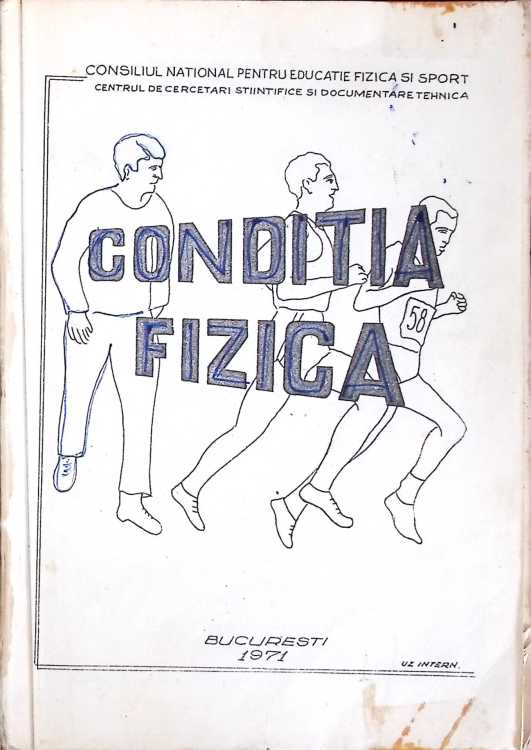 CONSILIUL NATIONAL PENTRU EDUCATIE FIZICA SI SPORT
CENTRUL DE CERCETARI STIINTIFICE SI DOCUMENTARE TEHNICA
CONDITIA
58
FIZICA
BUCURESTI
1971
UZ INTERN.